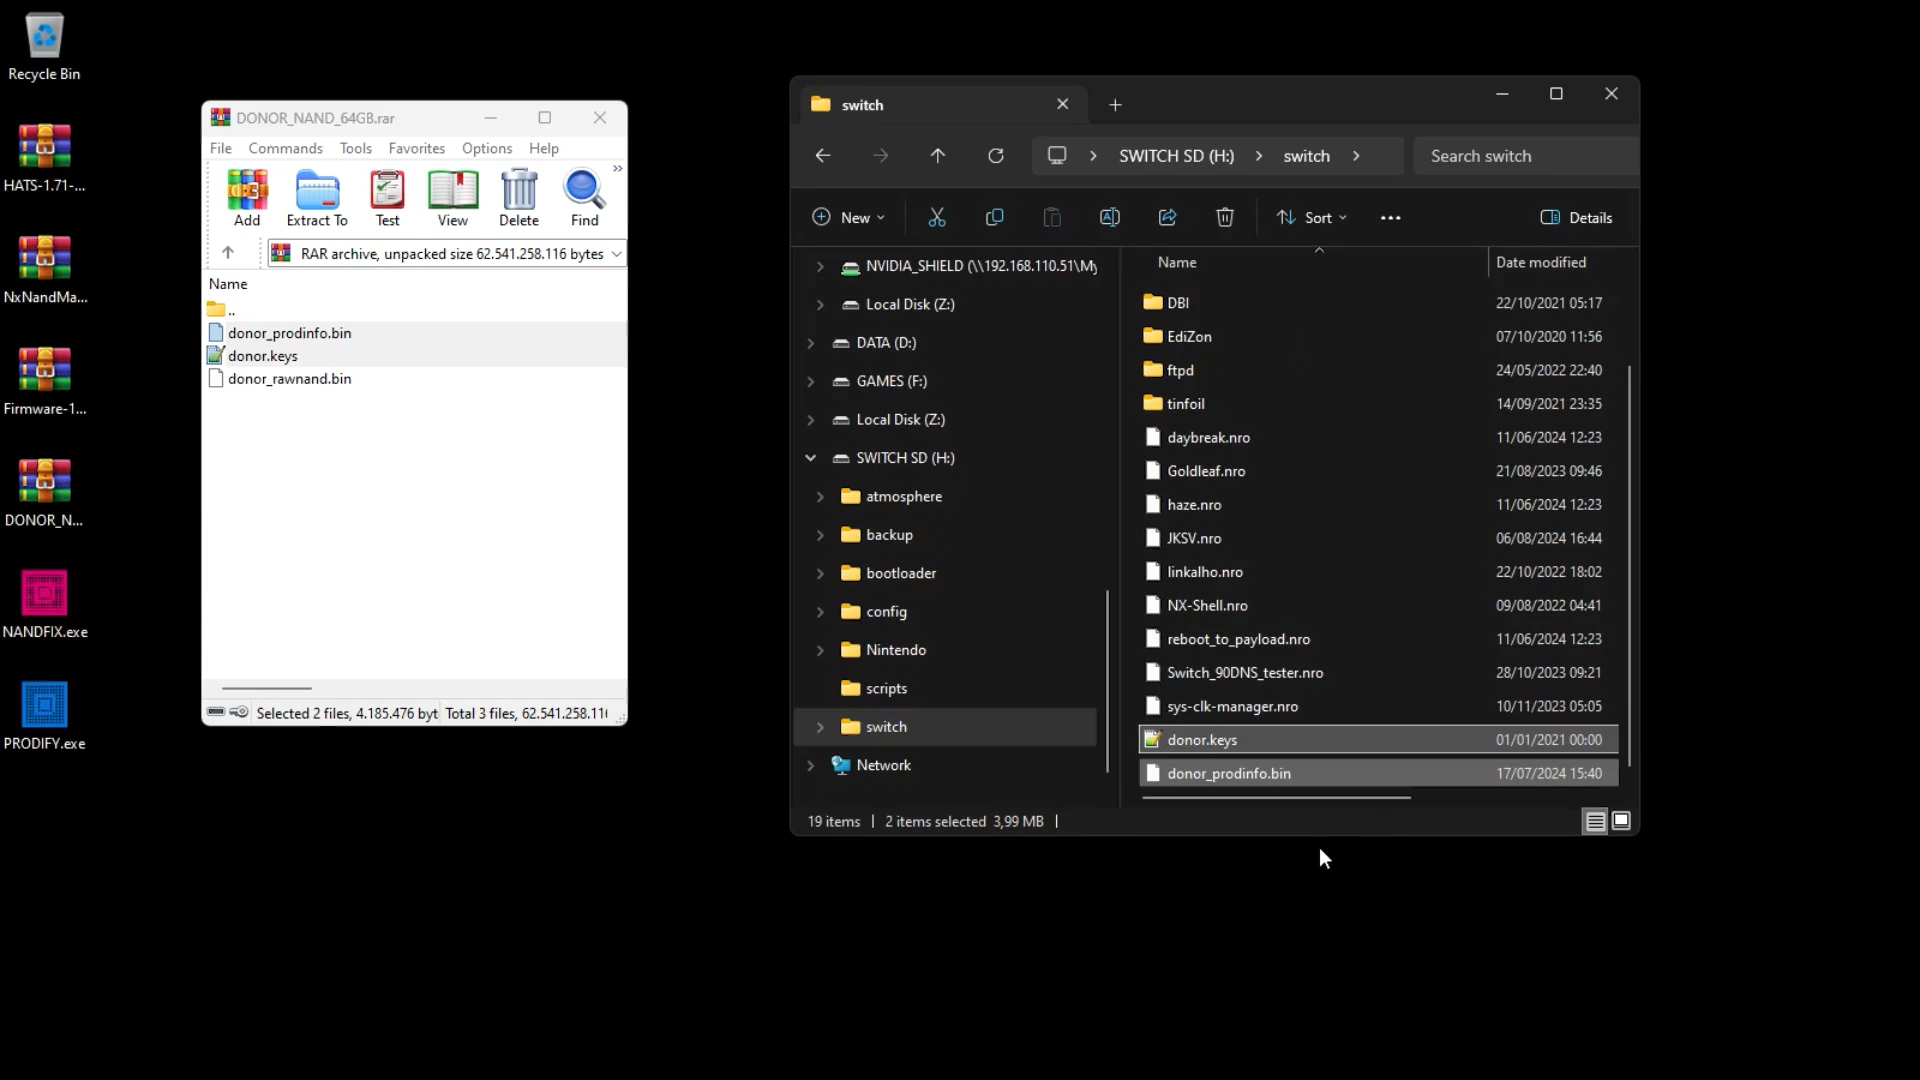 Recycle Bin
HATS-1.71-...
NxNandMa...
Firmware-1...
DONOR_N...
NANDFIX.exe
PRODIFY.exe
DONOR_NAND_64GB.rar
File Commands Tools Favorites Options Help
»
Add Extract To Test View Delete Find
RAR archive, unpacked size 62.541.258.116 bytes
Name
..
donor_prodinfo.bin
donor.keys
donor_rawnand.bin
Selected 2 files, 4.185.476 byt Total 3 files, 62.541.258.11
switch
SWITCH SD (H:) > switch >
Search switch
New
Sort
...
Details
NVIDIA_SHIELD (\\192.168.110.51\My
Local Disk (Z:)
DATA (D:)
GAMES (F:)
Local Disk (Z:)
SWITCH SD (H:)
atmosphere
backup
bootloader
config
Nintendo
scripts
switch
Network
Name Date modified
DBI 22/10/2021 05:17
EdiZon 07/10/2020 11:56
ftpd 24/05/2022 22:40
tinfoil 14/09/2021 23:35
daybreak.nro 11/06/2024 12:23
Goldleaf.nro 21/08/2023 09:46
haze.nro 11/06/2024 12:23
JKSV.nro 06/08/2024 16:44
linkalho.nro 22/10/2022 18:02
NX-Shell.nro 09/08/2022 04:41
reboot_to_payload.nro 11/06/2024 12:23
Switch_90DNS_tester.nro 28/10/2023 09:21
sys-clk-manager.nro 10/11/2023 05:05
donor.keys 01/01/2021 00:00
donor_prodinfo.bin 17/07/2024 15:40
19 items | 2 items selected 3,99 MB |